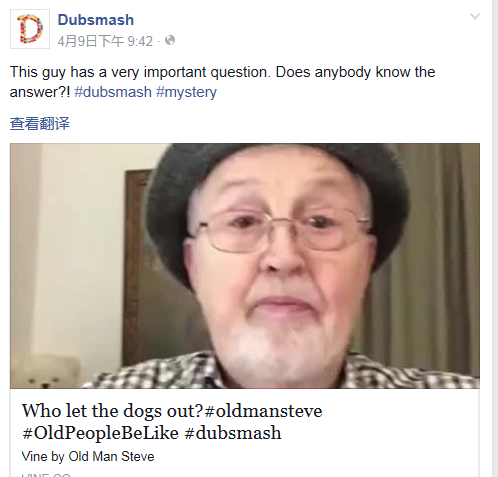 Dubsmash
4月9日下午 9:42 ·
This guy has a very important question. Does anybody know the
answer?! #dubsmash #mystery
查看翻译
Who let the dogs out?#oldmansteve
#OldPeopleBeLike #dubsmash
Vine by Old Man Steve
VINE.CO